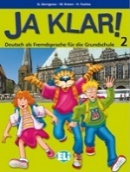 JA KLAR!
Deutsch als Fremdsprache für die Grundschule
2
ELI